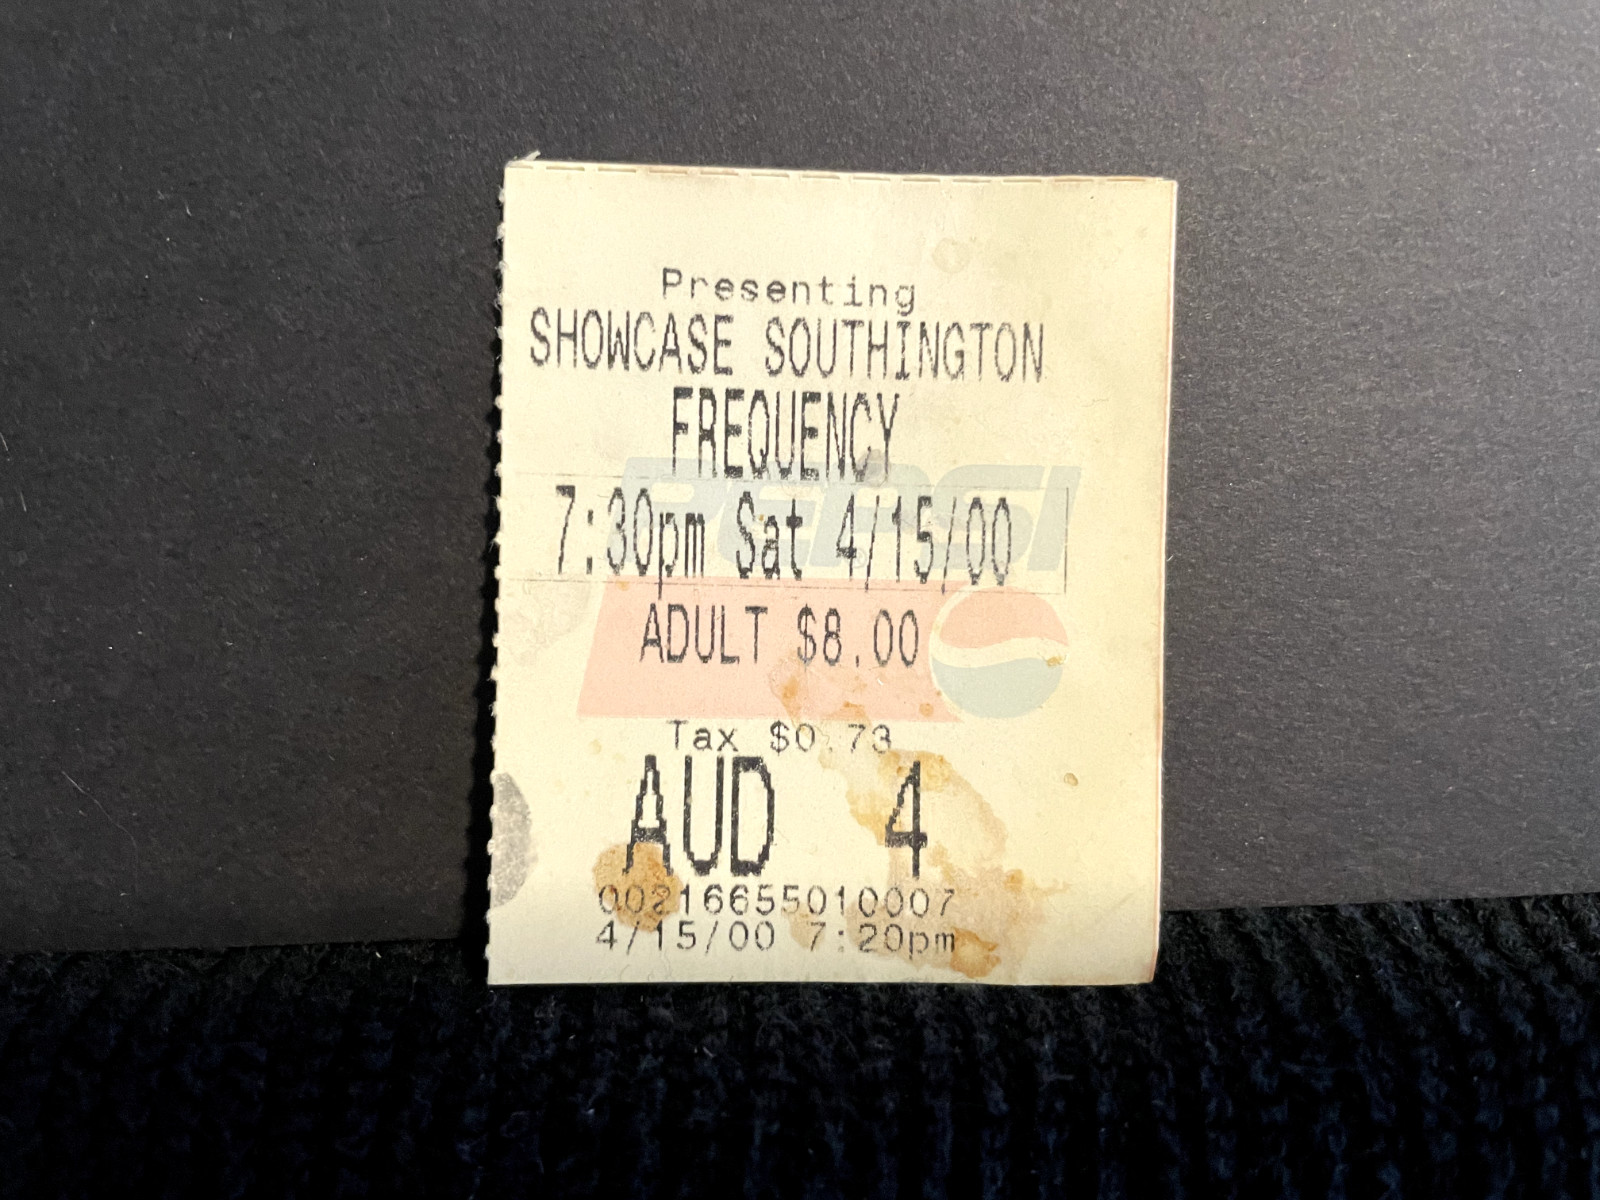 Presenting
SHOWCASE SOUTHINGTON
FREQUENCY
PEPSI
7:30pm Sat 4/15/00
ADULT $8.00
Tax $0.73
AUD 4
00216655010007
4/15/00 7:20pm